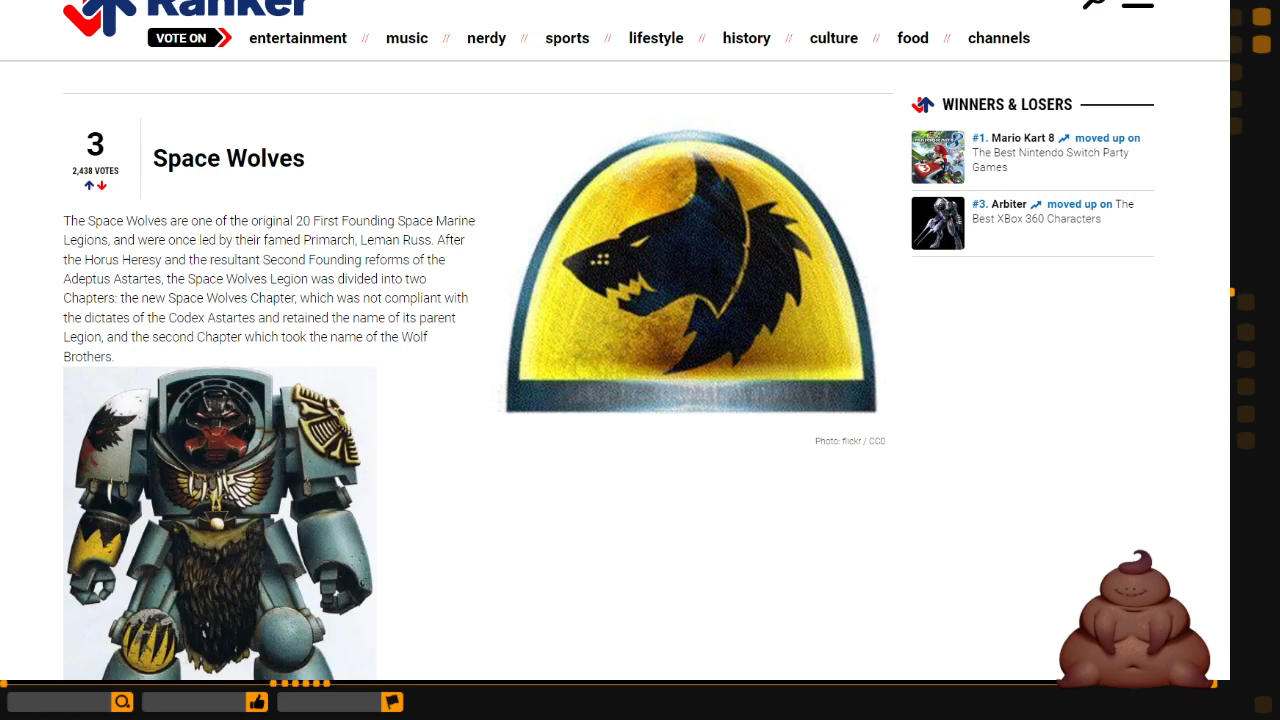 Ranker
VOTE ON
entertainment // music // nerdy // sports // lifestyle // history // culture // food // channels
3
2,438 VOTES
Space Wolves
The Space Wolves are one of the original 20 First Founding Space Marine
Legions, and were once led by their famed Primarch, Leman Russ. After
the Horus Heresy and the resultant Second Founding reforms of the
Adeptus Astartes, the Space Wolves Legion was divided into two
Chapters: the new Space Wolves Chapter, which was not compliant with
the dictates of the Codex Astartes and retained the name of its parent
Legion, and the second Chapter which took the name of the Wolf
Brothers.
Photo: flickr / CC0
WINNERS & LOSERS
#1. Mario Kart 8 moved up on
The Best Nintendo Switch Party
Games
#3. Arbiter moved up on The
Best XBox 360 Characters